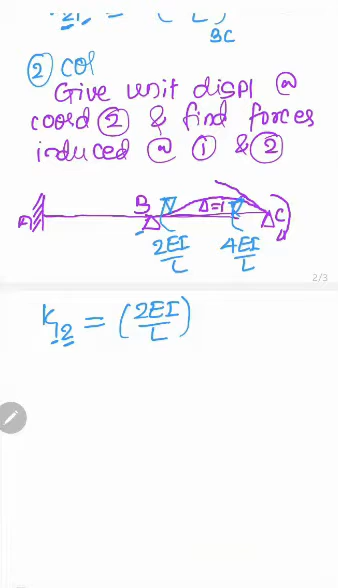 BC
② COl
Give unit displ @
coord ② & find forces
induced @ ① & ②
A B Δ=1 C
2EI/L 4EI/L
2/3
K12 = (2EI/L)